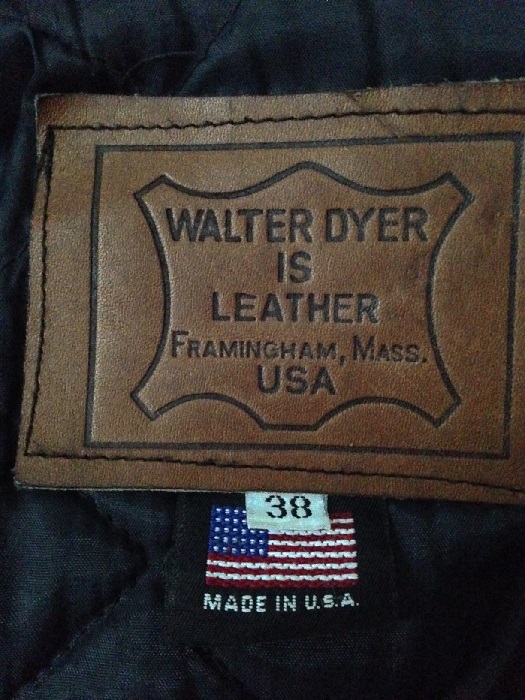 WALTER DYER
IS
LEATHER
FRAMINGHAM, MASS.
USA
38
MADE IN U.S.A.